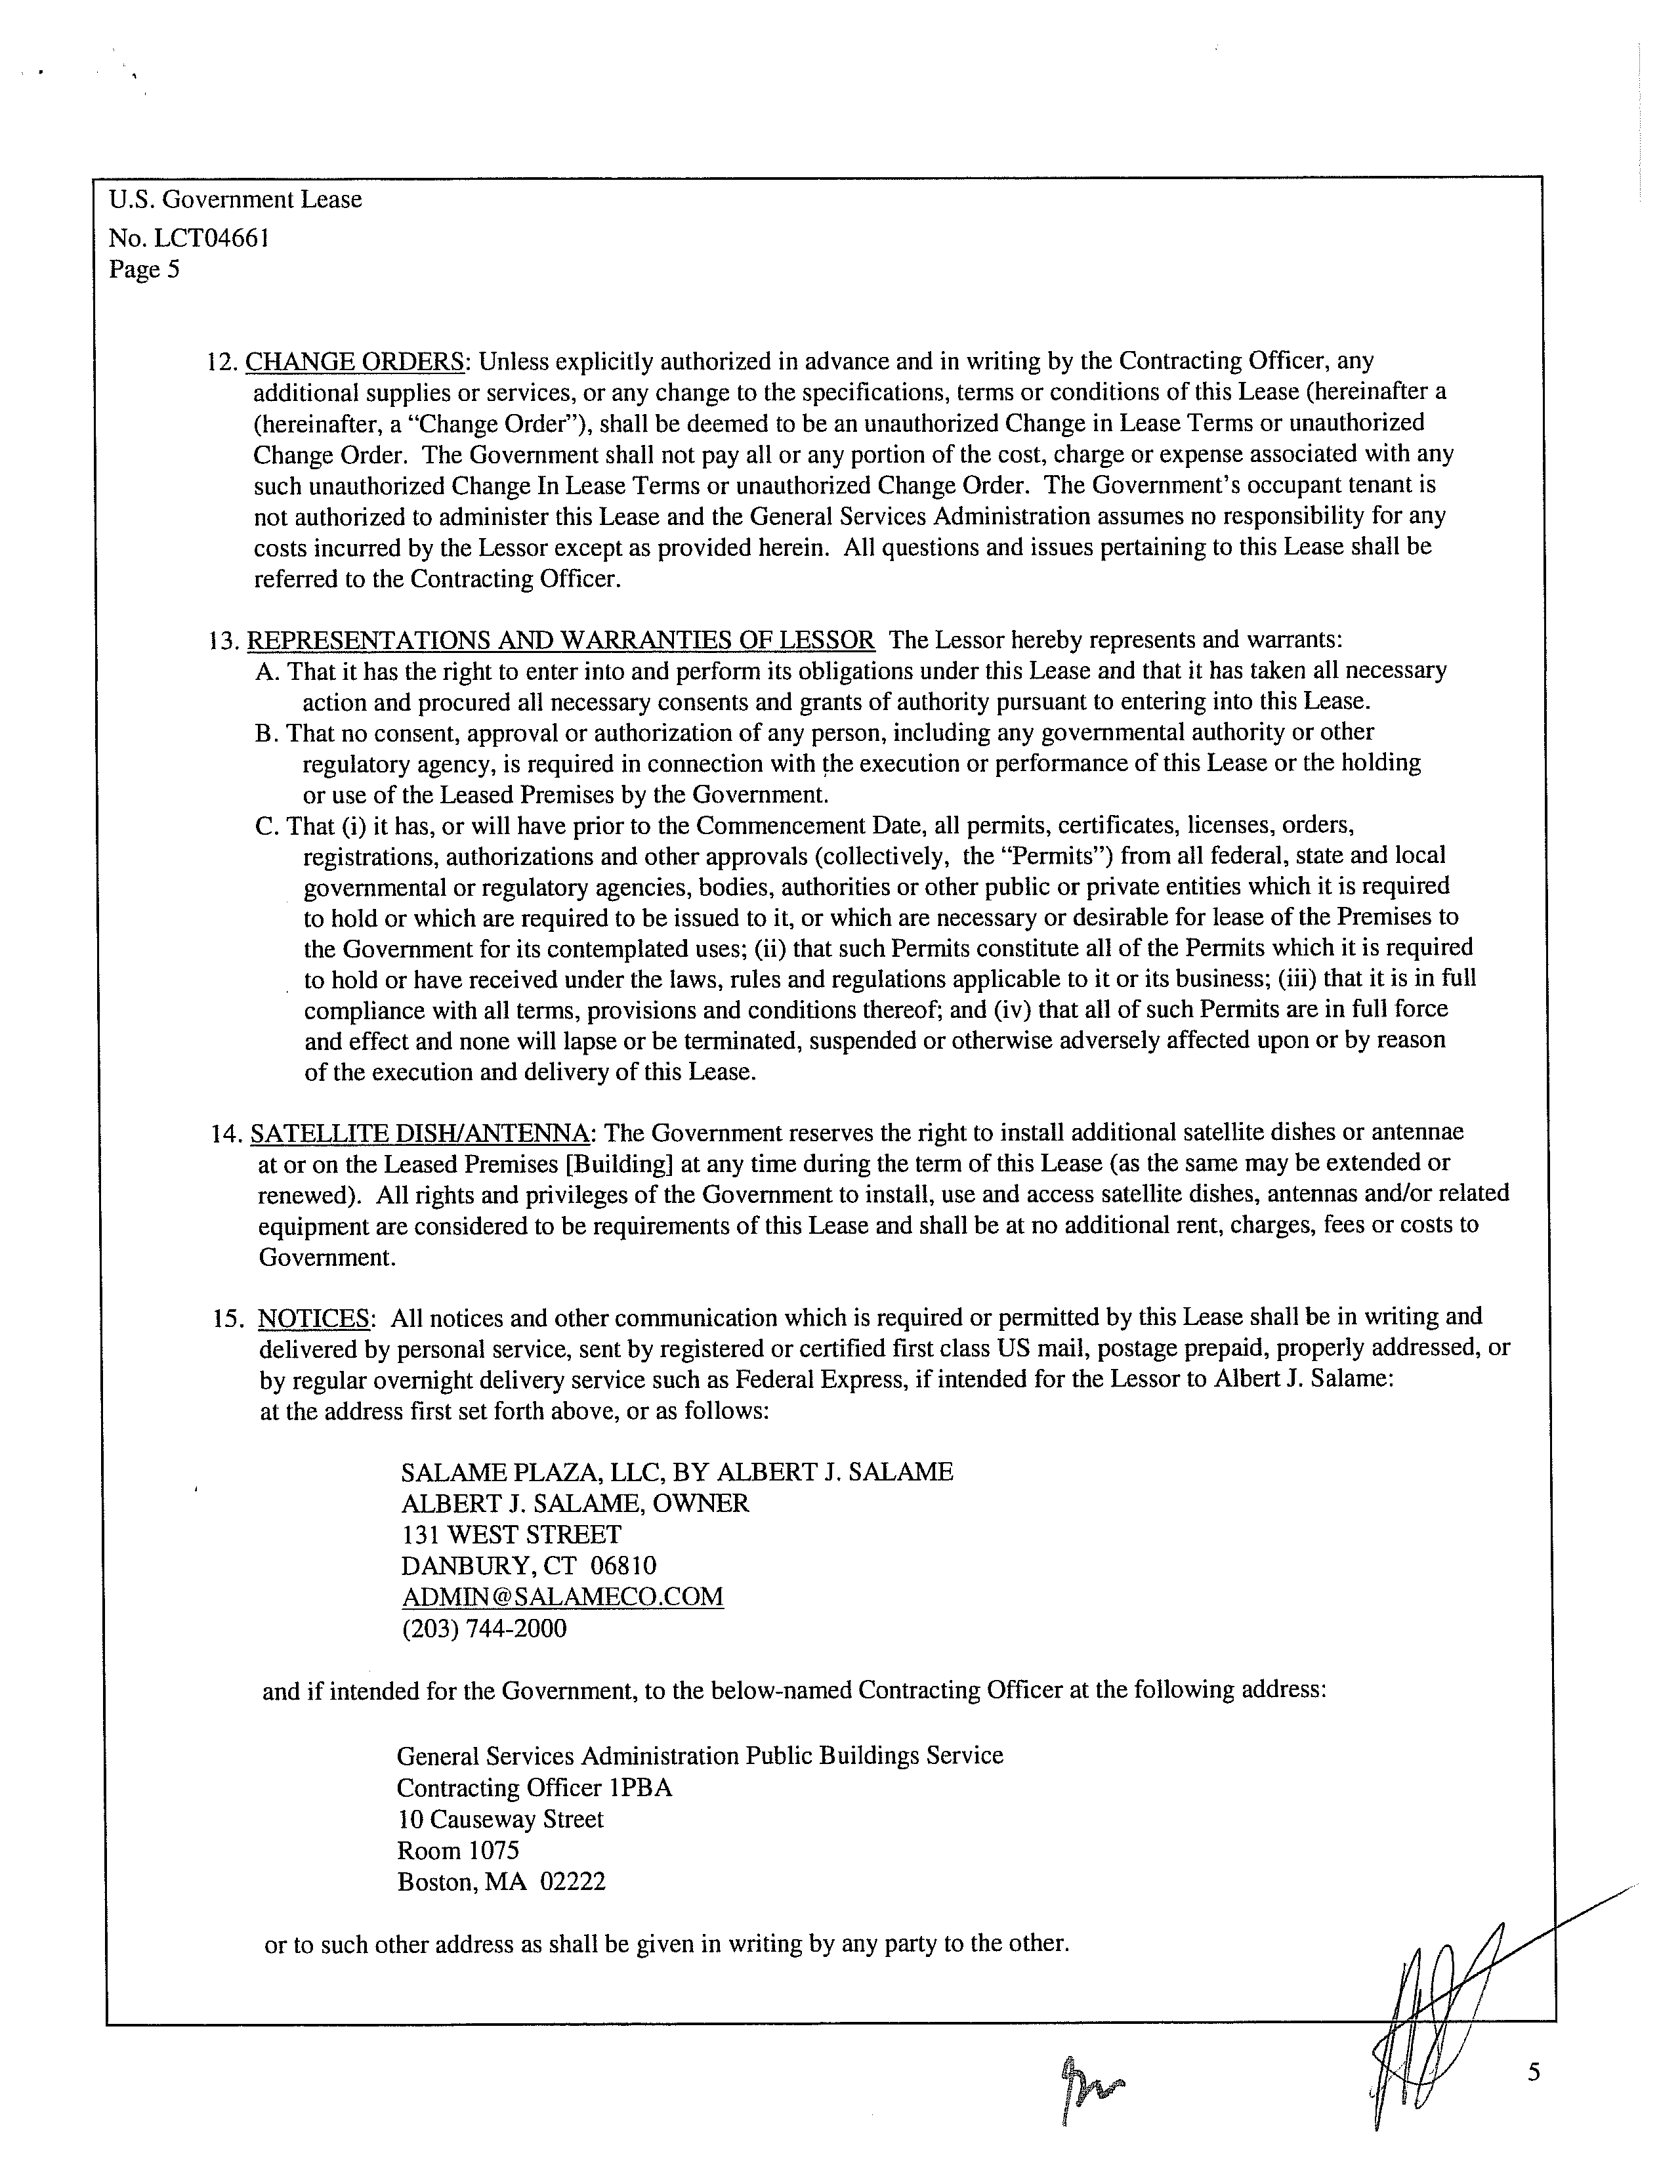 U.S. Government Lease
No. LCT04661
Page 5
12. CHANGE ORDERS: Unless explicitly authorized in advance and in writing by the Contracting Officer, any
additional supplies or services, or any change to the specifications, terms or conditions of this Lease (hereinafter a
(hereinafter, a “Change Order”), shall be deemed to be an unauthorized Change in Lease Terms or unauthorized
Change Order. The Government shall not pay all or any portion of the cost, charge or expense associated with any
such unauthorized Change In Lease Terms or unauthorized Change Order. The Government's occupant tenant is
not authorized to administer this Lease and the General Services Administration assumes no responsibility for any
costs incurred by the Lessor except as provided herein. All questions and issues pertaining to this Lease shall be
referred to the Contracting Officer.
13. REPRESENTATIONS AND WARRANTIES OF LESSOR The Lessor hereby represents and warrants:
A. That it has the right to enter into and perform its obligations under this Lease and that it has taken all necessary
action and procured all necessary consents and grants of authority pursuant to entering into this Lease.
B. That no consent, approval or authorization of any person, including any governmental authority or other
regulatory agency, is required in connection with the execution or performance of this Lease or the holding
or use of the Leased Premises by the Government.
C. That (i) it has, or will have prior to the Commencement Date, all permits, certificates, licenses, orders,
registrations, authorizations and other approvals (collectively, the “Permits”) from all federal, state and local
governmental or regulatory agencies, bodies, authorities or other public or private entities which it is required
to hold or which are required to be issued to it, or which are necessary or desirable for lease of the Premises to
the Government for its contemplated uses; (ii) that such Permits constitute all of the Permits which it is required
to hold or have received under the laws, rules and regulations applicable to it or its business; (iii) that it is in full
compliance with all terms, provisions and conditions thereof; and (iv) that all of such Permits are in full force
and effect and none will lapse or be terminated, suspended or otherwise adversely affected upon or by reason
of the execution and delivery of this Lease.
14. SATELLITE DISH/ANTENNA: The Government reserves the right to install additional satellite dishes or antennae
at or on the Leased Premises [Building] at any time during the term of this Lease (as the same may be extended or
renewed). All rights and privileges of the Government to install, use and access satellite dishes, antennas and/or related
equipment are considered to be requirements of this Lease and shall be at no additional rent, charges, fees or costs to
Government.
15. NOTICES: All notices and other communication which is required or permitted by this Lease shall be in writing and
delivered by personal service, sent by registered or certified first class US mail, postage prepaid, properly addressed, or
by regular overnight delivery service such as Federal Express, if intended for the Lessor to Albert J. Salame:
at the address first set forth above, or as follows:
SALAME PLAZA, LLC, BY ALBERT J. SALAME
ALBERT J. SALAME, OWNER
131 WEST STREET
DANBURY, CT 06810
ADMIN@SALAMECO.COM
(203) 744-2000
and if intended for the Government, to the below-named Contracting Officer at the following address:
General Services Administration Public Buildings Service
Contracting Officer 1PBA
10 Causeway Street
Room 1075
Boston, MA 02222
or to such other address as shall be given in writing by any party to the other.
5